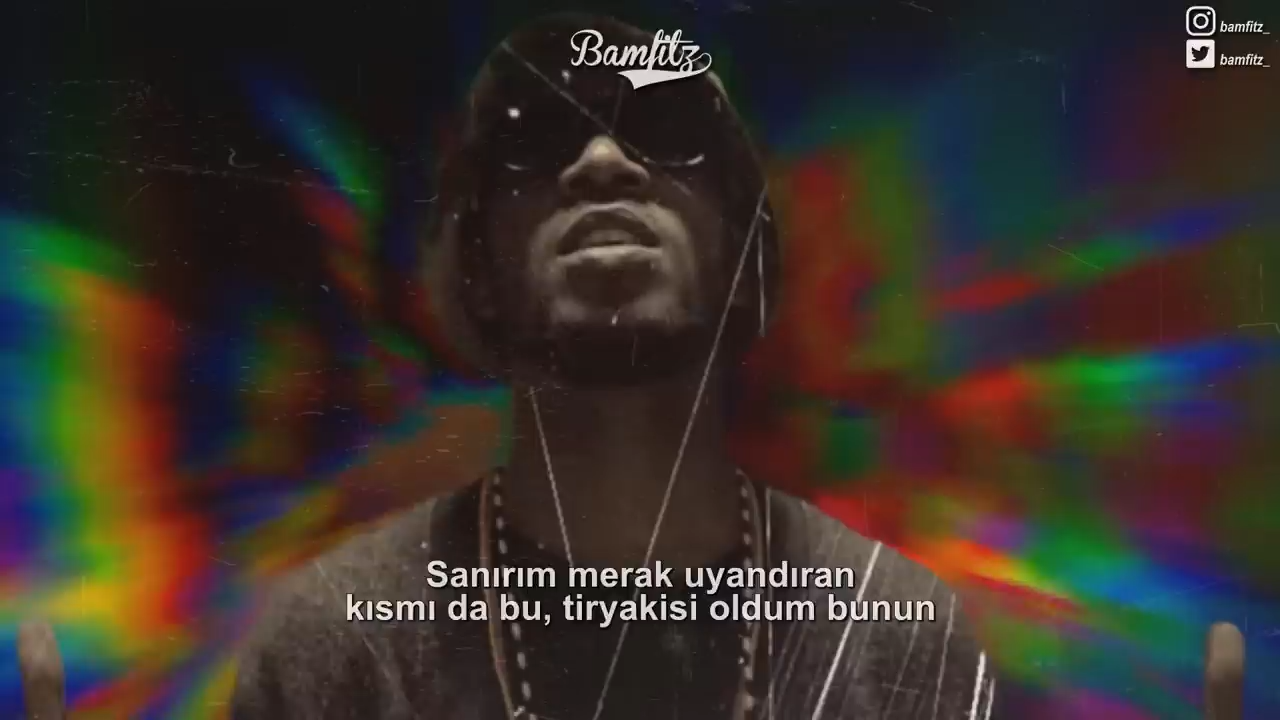 Bamfitz
bamfitz_
bamfitz_
Sanırım merak uyandıran
kısmı da bu, tiryakisi oldum bunun